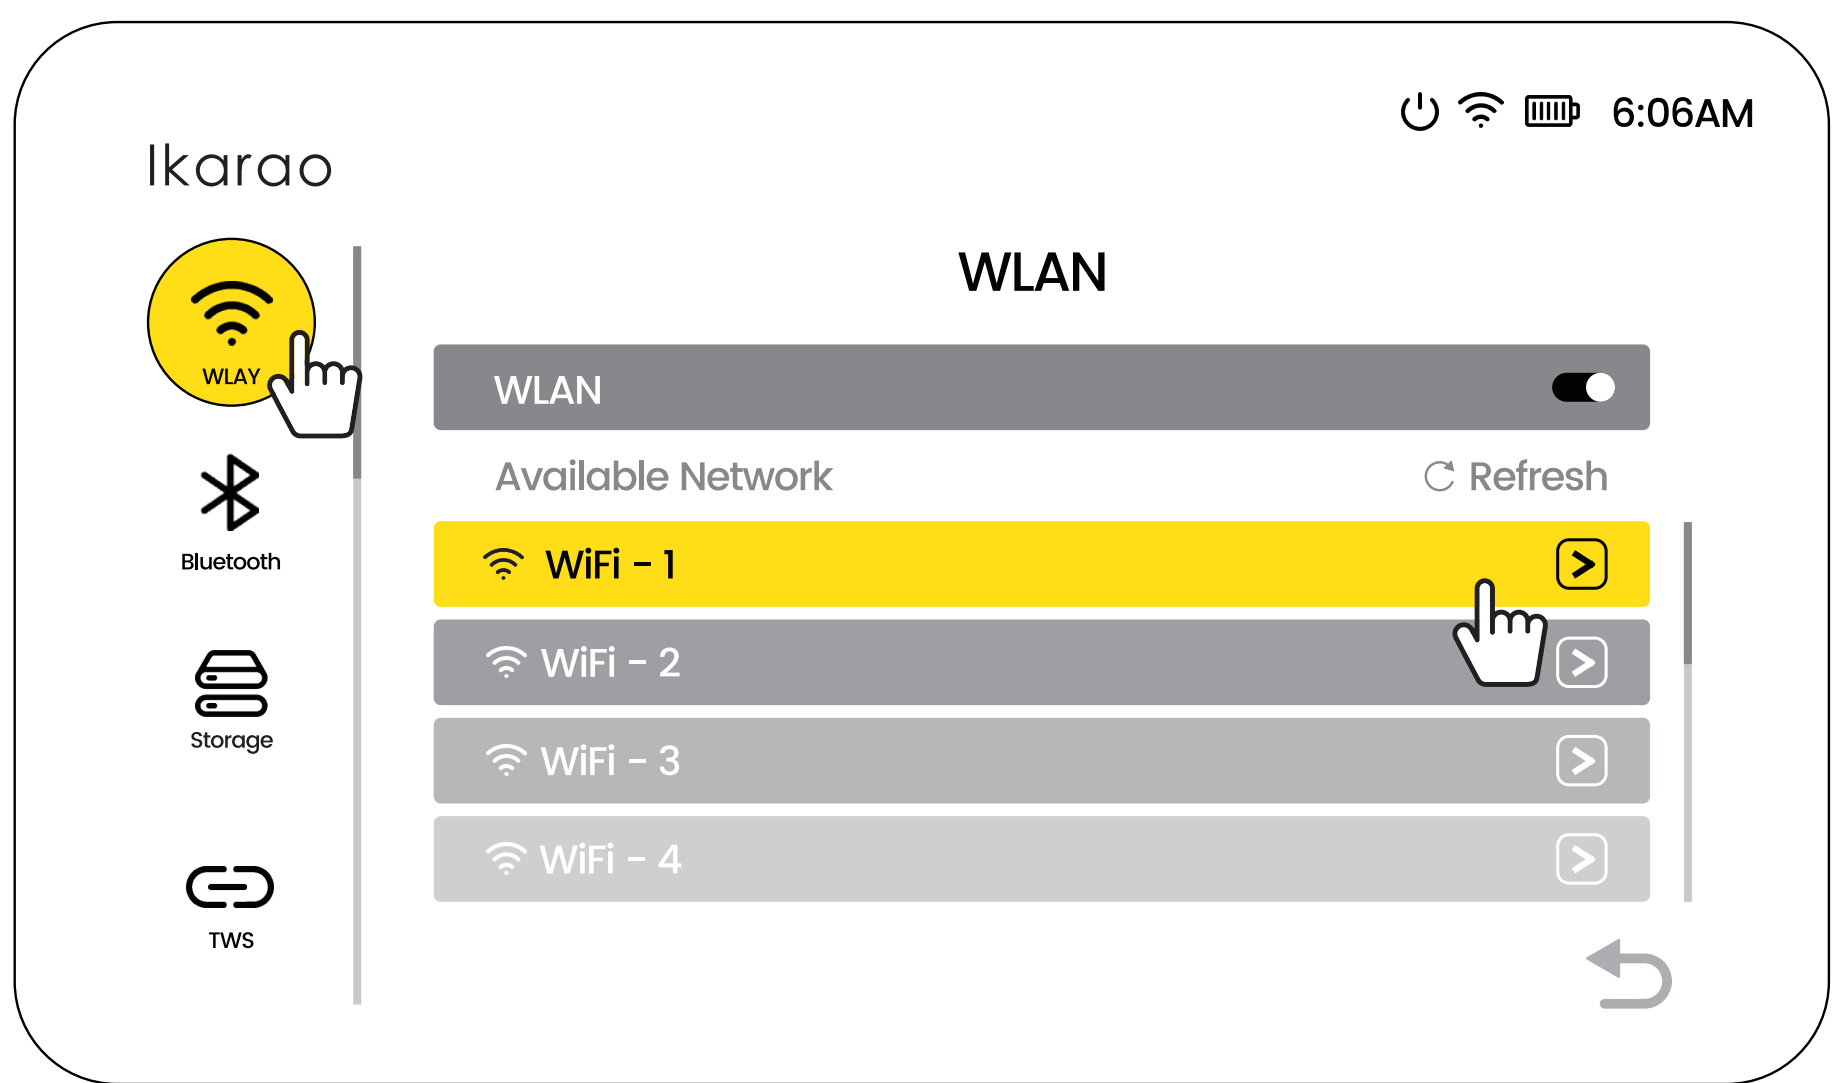 6:06AM
Ikarao
WLAY
Bluetooth
Storage
TWS
WLAN
WLAN
Available Network
Refresh
WiFi - 1
WiFi - 2
WiFi - 3
WiFi - 4